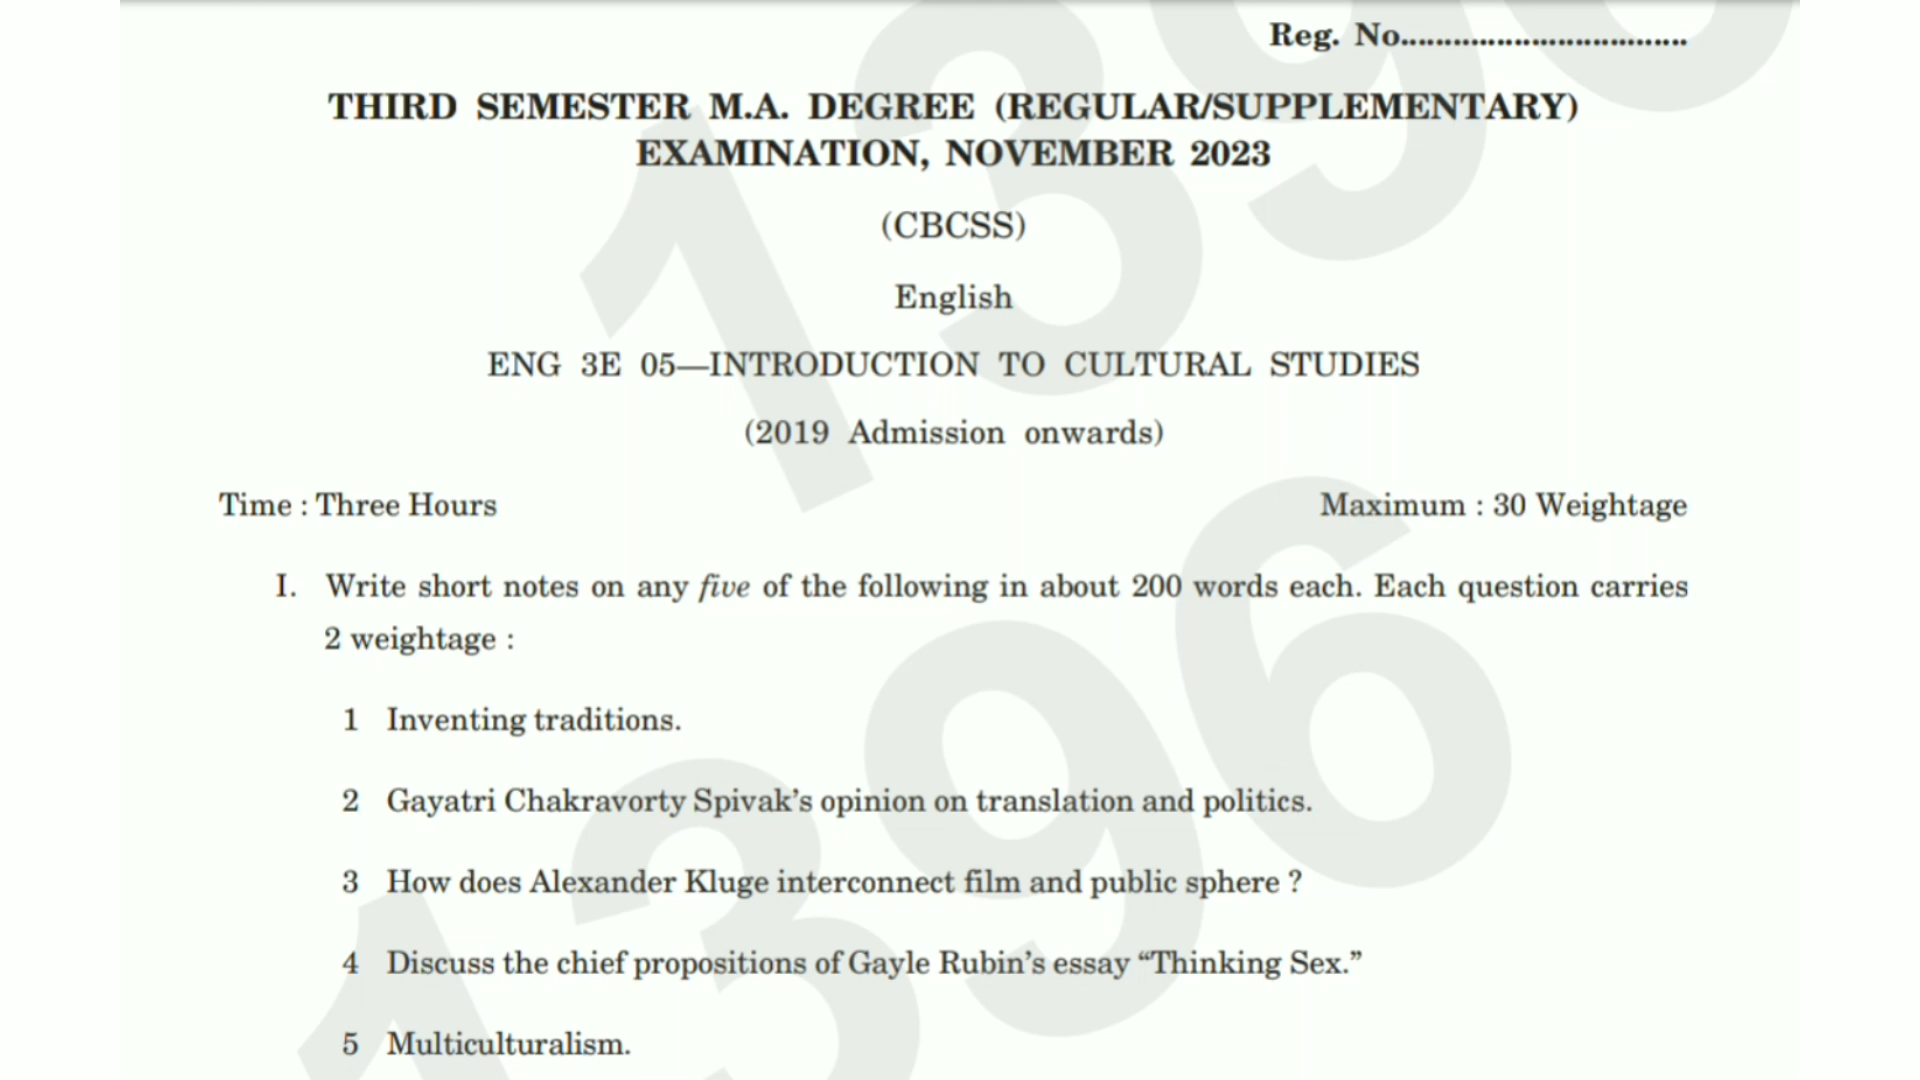 Reg. No.................................
THIRD SEMESTER M.A. DEGREE (REGULAR/SUPPLEMENTARY)
EXAMINATION, NOVEMBER 2023
(CBCSS)
English
ENG 3E 05—INTRODUCTION TO CULTURAL STUDIES
(2019 Admission onwards)
Time : Three Hours Maximum : 30 Weightage
I. Write short notes on any five of the following in about 200 words each. Each question carries
2 weightage :
1 Inventing traditions.
2 Gayatri Chakravorty Spivak’s opinion on translation and politics.
3 How does Alexander Kluge interconnect film and public sphere ?
4 Discuss the chief propositions of Gayle Rubin’s essay “Thinking Sex.”
5 Multiculturalism.
1396
1396